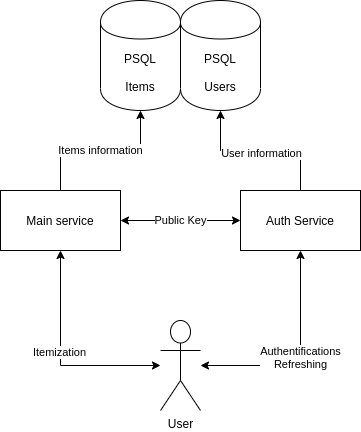 PSQL
Items
PSQL
Users
Items information
User information
Main service
Public Key
Auth Service
Itemization
Authentifications
Refreshing
User